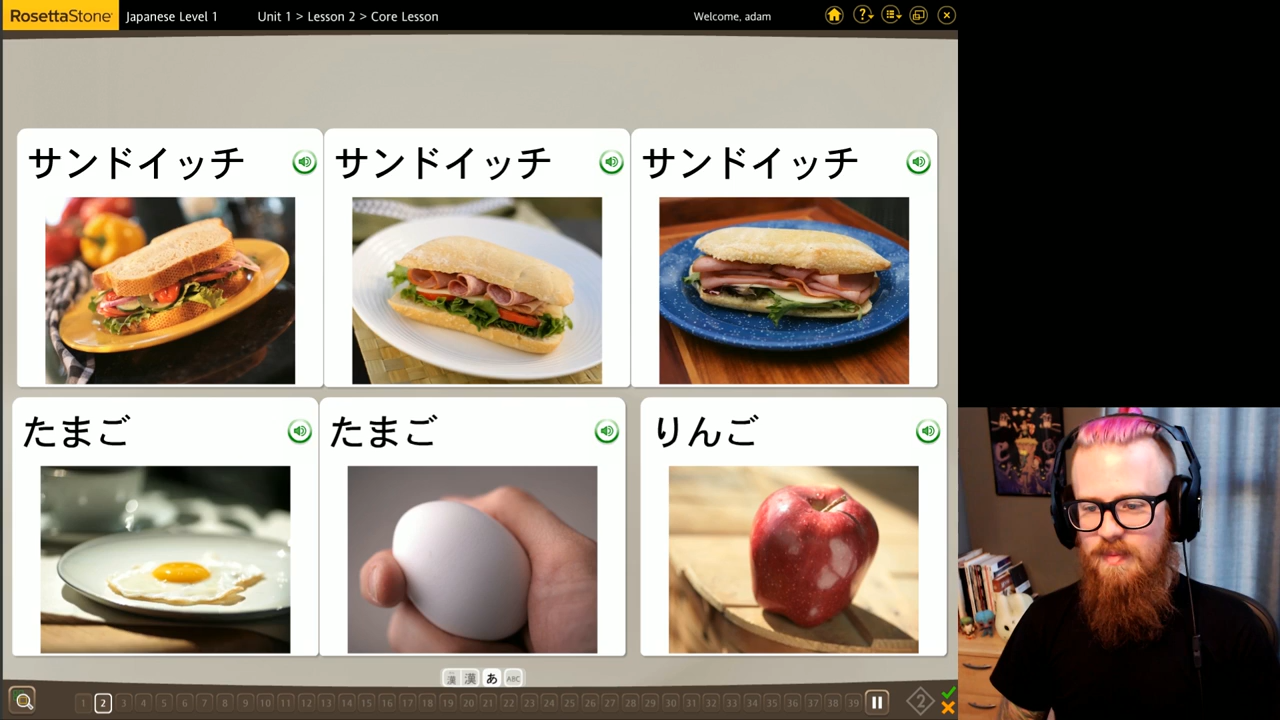 RosettaStone
Japanese Level 1
Unit 1 > Lesson 2 > Core Lesson
Welcome, adam
サンドイッチ
サンドイッチ
サンドイッチ
たまご
たまご
りんご
漢 漢 あ ABC
1 2 3 4 5 6 7 8 9 10 11 12 13 14 15 16 17 18 19 20 21 22 23 24 25 26 27 28 29 30 31 32 33 34 35 36 37 38 39
2